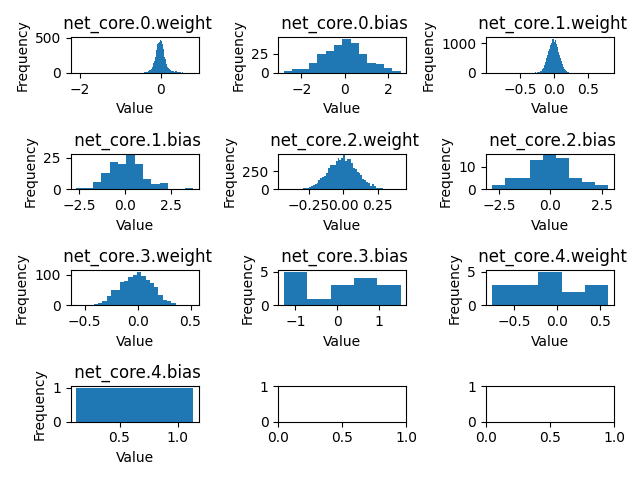 net_core.0.weight net_core.0.bias net_core.1.weight
Frequency 500 0 −2 0 Value
Frequency 25 0 −2 0 2 Value
Frequency 1000 0 −0.5 0.0 0.5 Value
net_core.1.bias net_core.2.weight net_core.2.bias
Frequency 25 0 −2.5 0.0 2.5 Value
Frequency 250 0 −0.25 0.00 0.25 Value
Frequency 10 0 −2.5 0.0 2.5 Value
net_core.3.weight net_core.3.bias net_core.4.weight
Frequency 100 0 −0.5 0.0 0.5 Value
Frequency 5 0 −1 0 1 Value
Frequency 5 0 −0.5 0.0 0.5 Value
net_core.4.bias
Frequency 1 0 0.5 1.0 Value
1 0 0.0 0.5 1.0
1 0 0.0 0.5 1.0